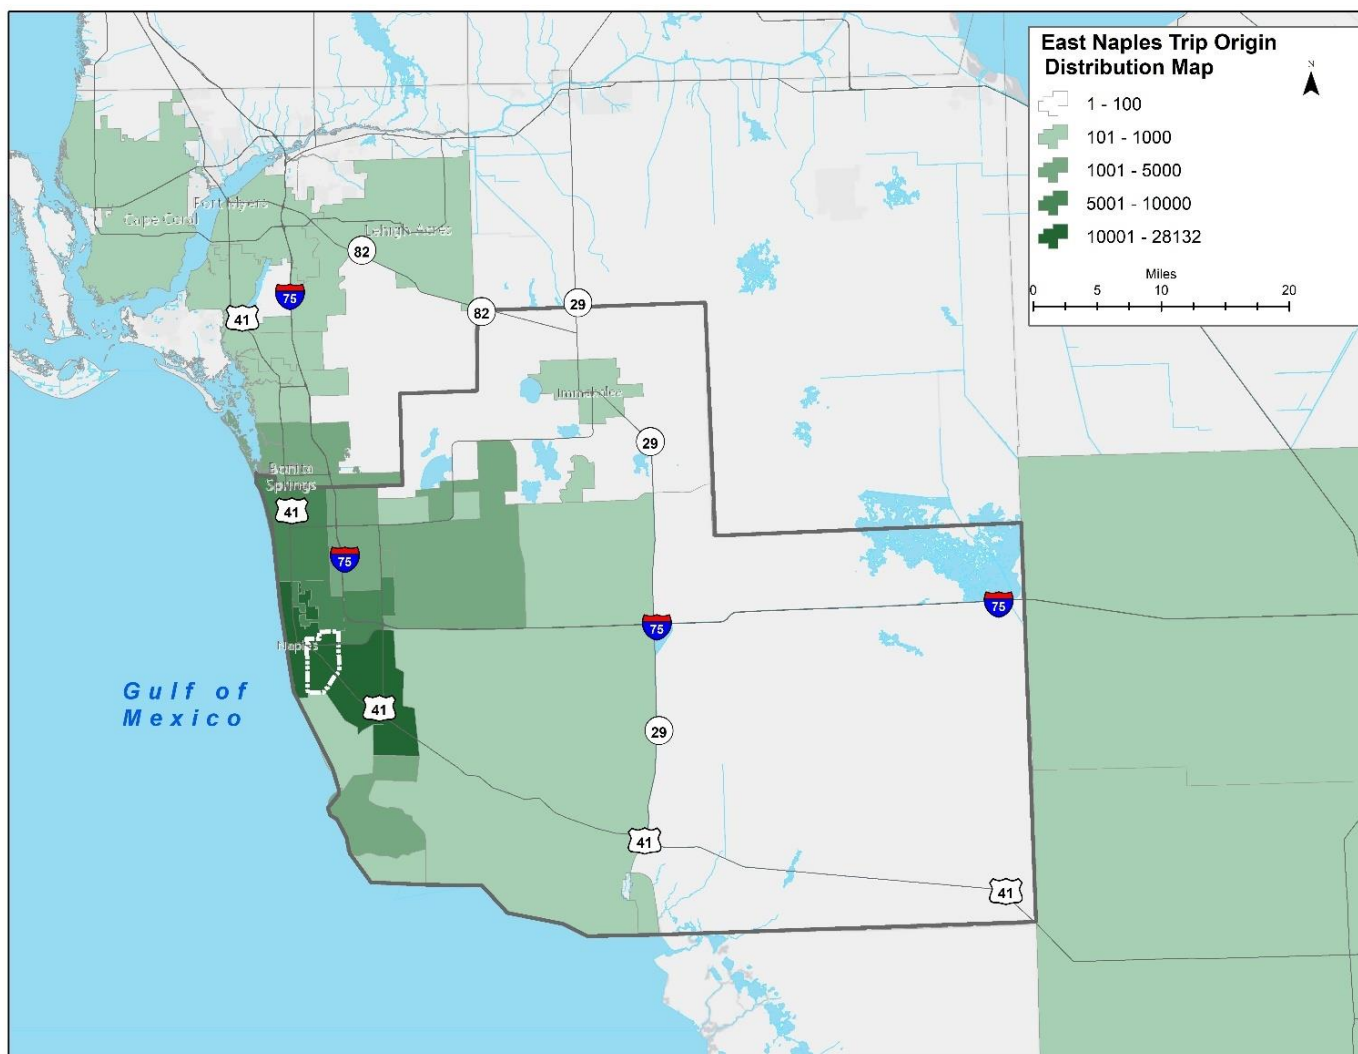 East Naples Trip Origin
Distribution Map
N
1 - 100
101 - 1000
1001 - 5000
5001 - 10000
10001 - 28132
Miles
0 5 10 20
Fort Myers
Cape Coral
Lehigh Acres
82
75
41
82
29
Immokalee
29
Bonita
Springs
41
75
75
75
Naples
Gulf of
Mexico
41
29
41
41